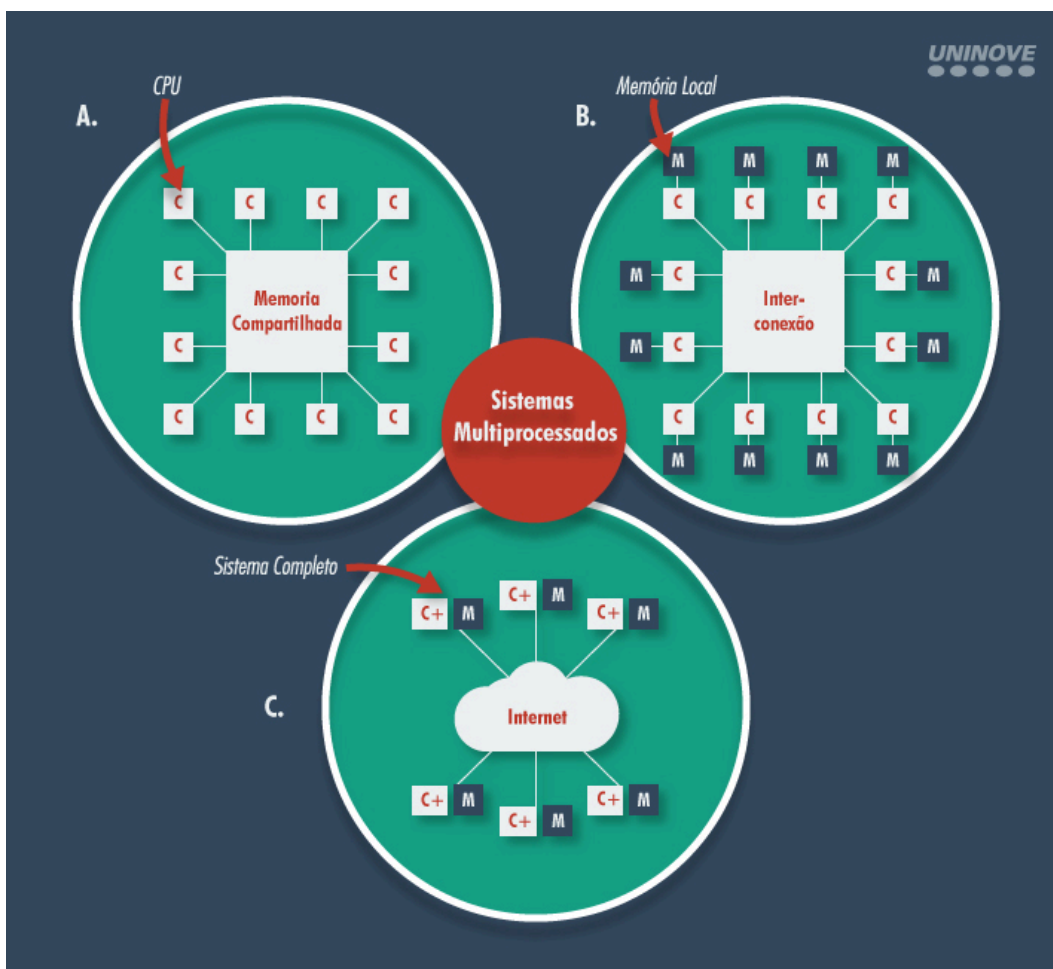 UNINOVE
CPU
A.
C C C C
C C
Memoria
Compartilhada
C C
C C C C
Memória Local
B.
M M M M
C C C C
M C C M
Inter-
conexão
M C C M
C C C C
M M M M
Sistemas
Multiprocessados
Sistema Completo
C+ M C+ M C+ M
C.
Internet
C+ M C+ M C+ M